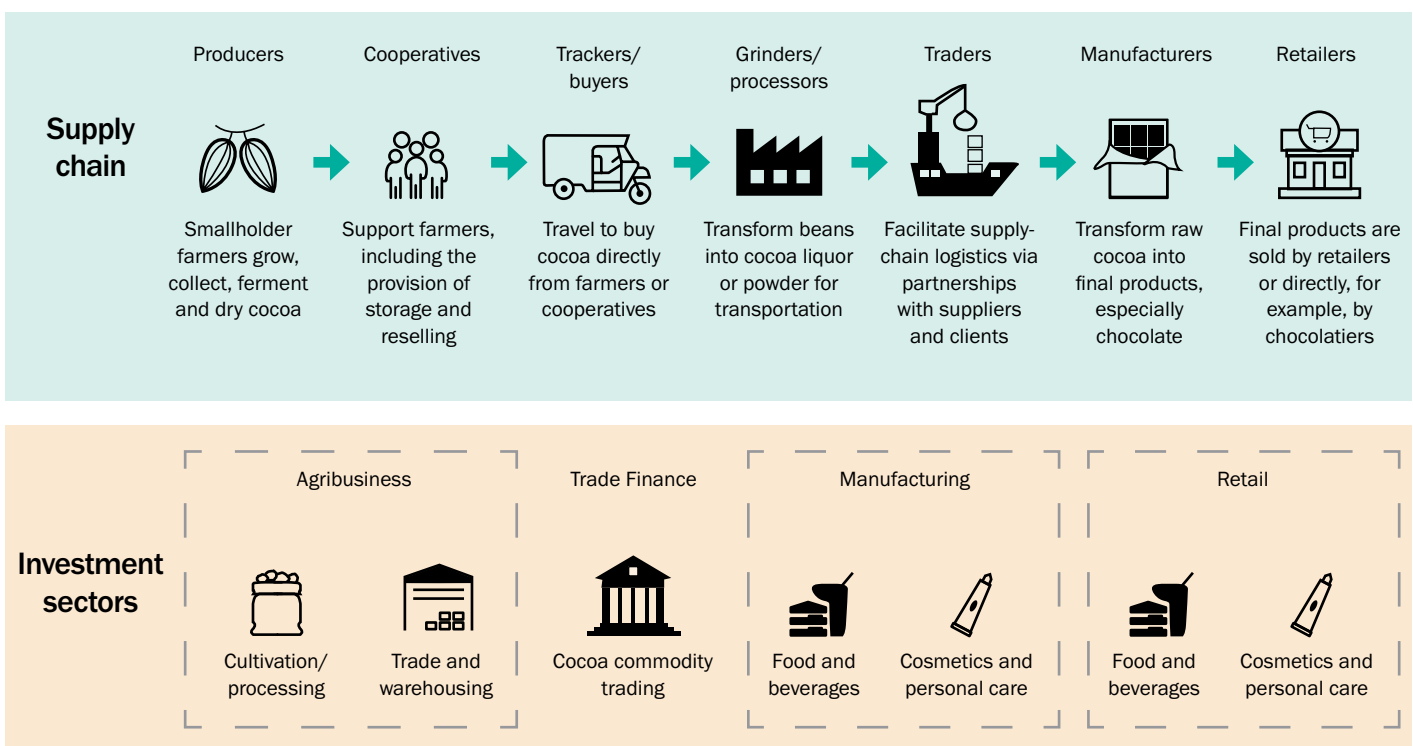 Supply
chain
Producers
Smallholder
farmers grow,
collect, ferment
and dry cocoa
Cooperatives
Support farmers,
including the
provision of
storage and
reselling
Trackers/
buyers
Travel to buy
cocoa directly
from farmers or
cooperatives
Grinders/
processors
Transform beans
into cocoa liquor
or powder for
transportation
Traders
Facilitate supply-
chain logistics via
partnerships
with suppliers
and clients
Manufacturers
Transform raw
cocoa into
final products,
especially
chocolate
Retailers
Final products are
sold by retailers
or directly, for
example, by
chocolatiers
Investment
sectors
Agribusiness
Cultivation/
processing
Trade and
warehousing
Trade Finance
Cocoa commodity
trading
Manufacturing
Food and
beverages
Cosmetics and
personal care
Retail
Food and
beverages
Cosmetics and
personal care